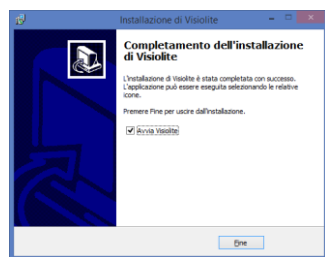 Installazione di Visiolite
Completamento dell'installazione
di Visiolite
L'installazione di Visiolite è stata completata con successo.
L'applicazione può essere eseguita selezionando le relative
icone.
Premere Fine per uscire dall'installazione.
Avvia Visiolite
Fine